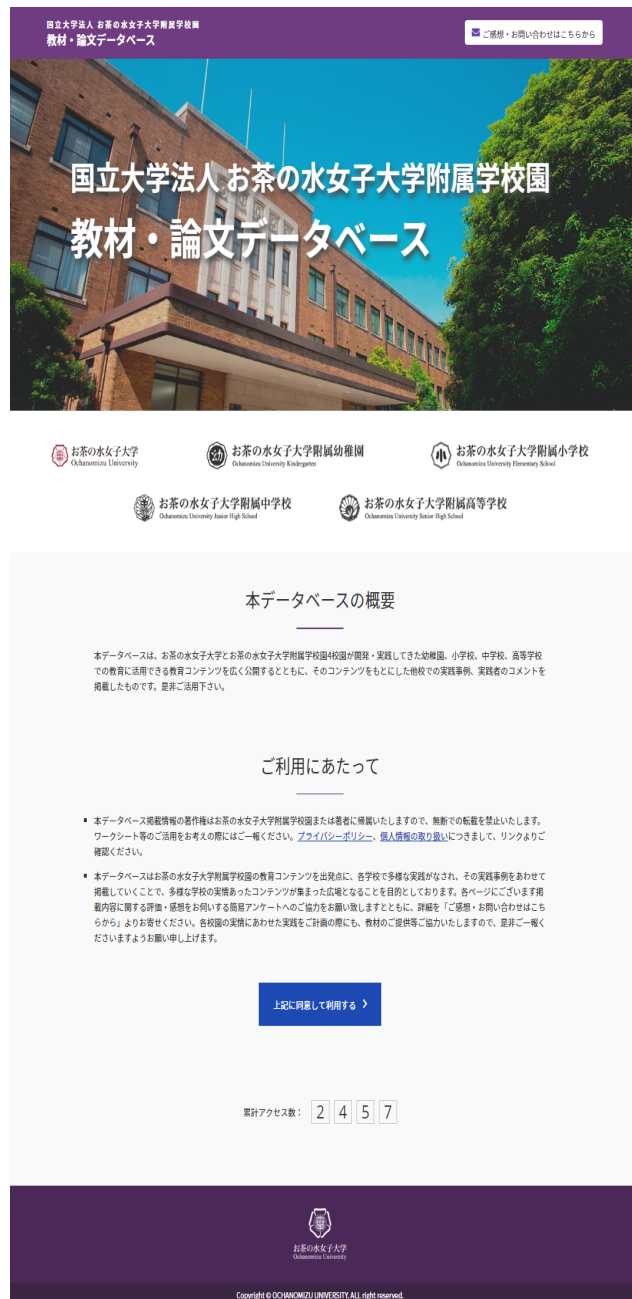 国立大学法人 お茶の水女子大学附属学校園
教材・論文データベース
ご感想・お問い合わせはこちらから
国立大学法人 お茶の水女子大学附属学校園
教材・論文データベース
お茶の水女子大学
Ochanomizu University
お茶の水女子大学附属幼稚園
Ochanomizu University Kindergarten
お茶の水女子大学附属小学校
Ochanomizu University Elementary School
お茶の水女子大学附属中学校
Ochanomizu University Junior High School
お茶の水女子大学附属高等学校
Ochanomizu University Senior High School
本データベースの概要
本データベースは、お茶の水女子大学とお茶の水女子大学附属学校園4校園が開発・実践してきた幼稚園、小学校、中学校、高等学校
での教育に活用できる教育コンテンツを広く公開するとともに、そのコンテンツをもとにした他校での実践事例、実践者のコメントを
掲載したものです。是非ご活用下さい。
ご利用にあたって
本データベース掲載情報の著作権はお茶の水女子大学附属学校園または著者に帰属いたしますので、無断での転載を禁止いたします。
ワークシート等のご活用をお考えの際にはご一報ください。プライバシーポリシー、個人情報の取り扱いにつきまして、リンクよりご
確認ください。
本データベースはお茶の水女子大学附属学校園の教育コンテンツを出発点に、各学校で多様な実践がなされ、その実践事例をあわせて
掲載していくことで、多様な学校の実情あったコンテンツが集まった広場となることを目的としております。各ページにございます掲
載内容に関する評価・感想をお伺いする簡易アンケートへのご協力をお願い致しますとともに、詳細を「ご感想・お問い合わせはこち
らから」よりお寄せください。各校園の実情にあわせた実践をご計画の際にも、教材のご提供等ご協力いたしますので、是非ご一報く
ださいますようお願い申し上げます。
上記に同意して利用する
累計アクセス数： 2 4 5 7
お茶の水女子大学
Ochanomizu University
Copyright © OCHANOMIZU UNIVERSITY. ALL right reserved.